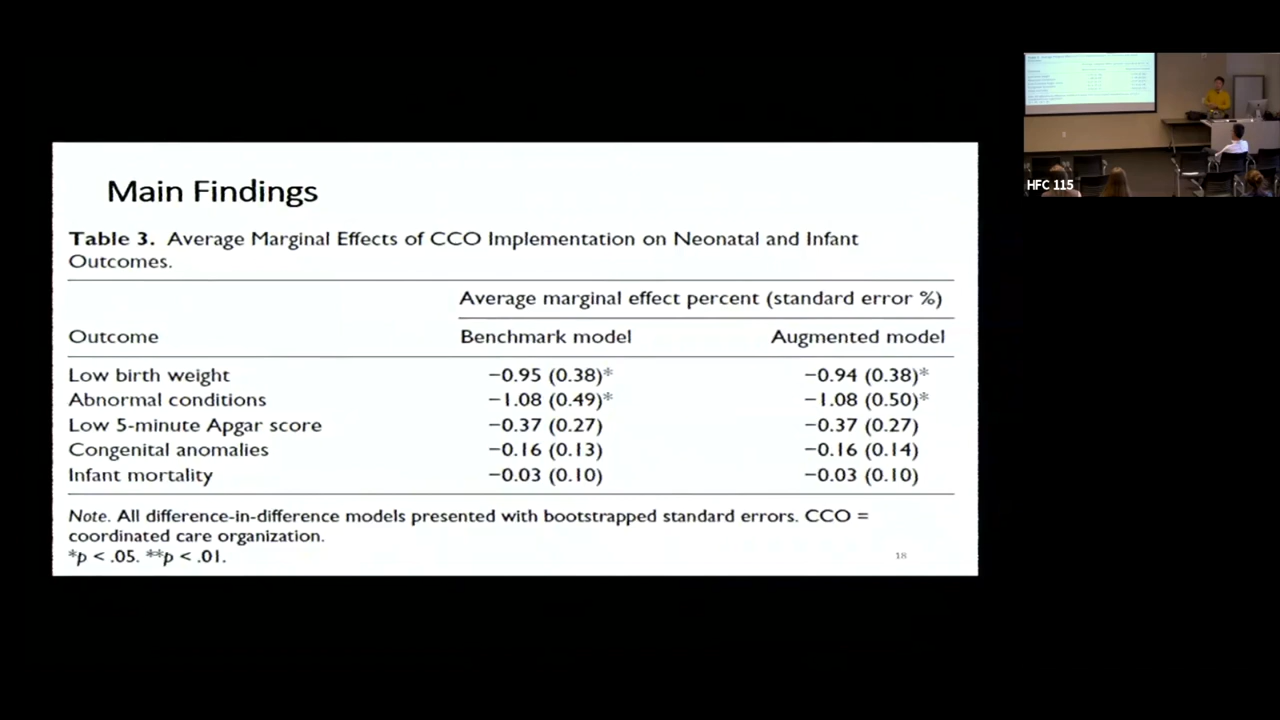 Main Findings
Table 3. Average Marginal Effects of CCO Implementation on Neonatal and Infant
Outcomes.
Average marginal effect percent (standard error %)
Outcome Benchmark model Augmented model
Low birth weight −0.95 (0.38)* −0.94 (0.38)*
Abnormal conditions −1.08 (0.49)* −1.08 (0.50)*
Low 5-minute Apgar score −0.37 (0.27) −0.37 (0.27)
Congenital anomalies −0.16 (0.13) −0.16 (0.14)
Infant mortality −0.03 (0.10) −0.03 (0.10)
Note. All difference-in-difference models presented with bootstrapped standard errors. CCO =
coordinated care organization.
*p < .05. **p < .01.
18
HFC 115